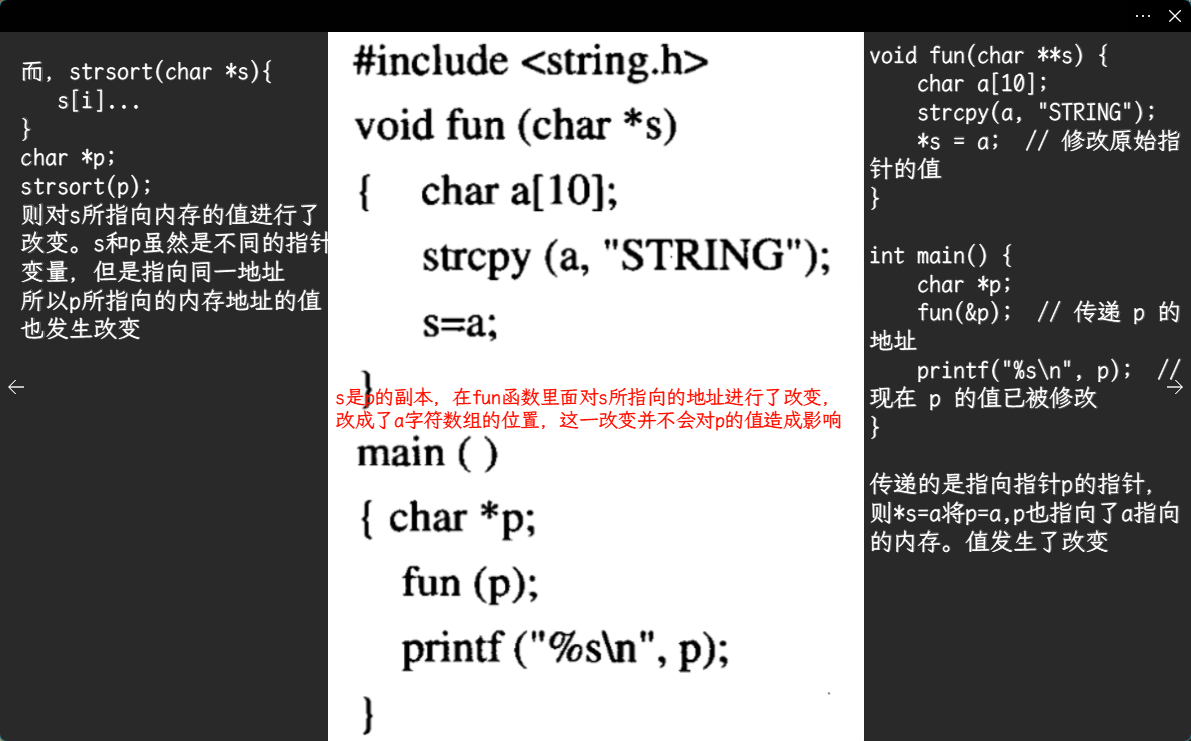 而，strsort(char *s){
s[i]...
}
char *p;
strsort(p);
则对s所指向内存的值进行了
改变。s和p虽然是不同的指针
变量，但是指向同一地址
所以p所指向的内存地址的值
也发生改变
#include <string.h>
void fun (char *s)
{ char a[10];
strcpy (a, "STRING");
s=a;
}
s是p的副本，在fun函数里面对s所指向的地址进行了改变，
改成了a字符数组的位置，这一改变并不会对p的值造成影响
main ( )
{ char *p;
fun (p);
printf ("%s\n", p);
}
void fun(char **s) {
char a[10];
strcpy(a, "STRING");
*s = a; // 修改原始指
针的值
}
int main() {
char *p;
fun(&p); // 传递 p 的
地址
printf("%s\n", p); //
现在 p 的值已被修改
}
传递的是指向指针p的指针，
则*s=a将p=a,p也指向了a指向
的内存。值发生了改变